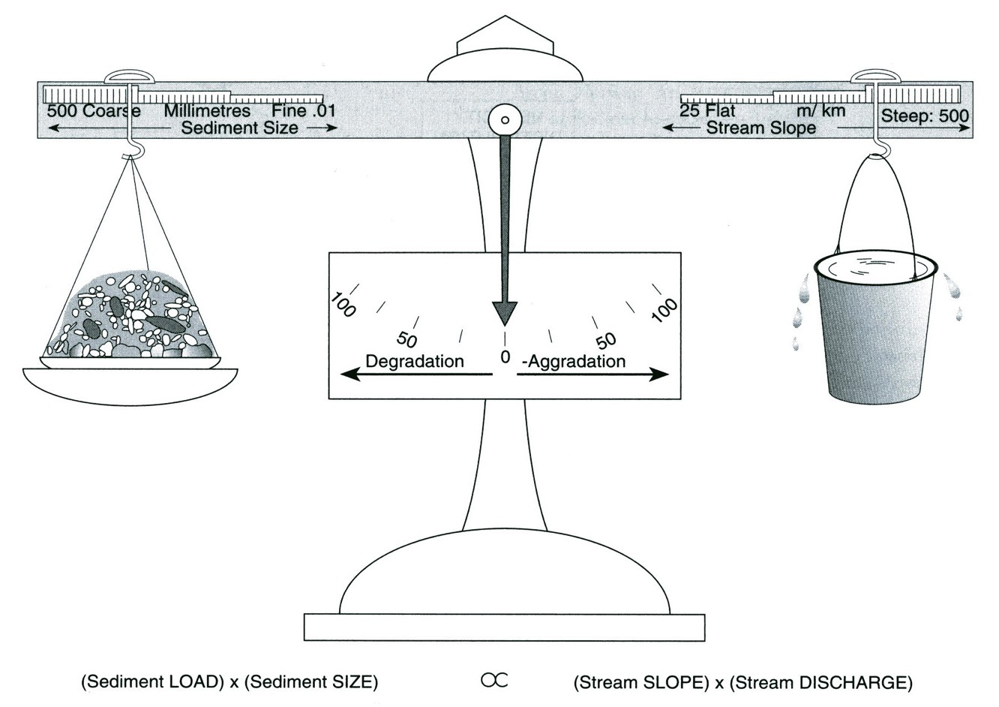 500 Coarse Millimetres Fine .01
Sediment Size
25 Flat m/ km Steep: 500
Stream Slope
100 50 0 50 100
Degradation -Aggradation
(Sediment LOAD) x (Sediment SIZE) ∝ (Stream SLOPE) x (Stream DISCHARGE)